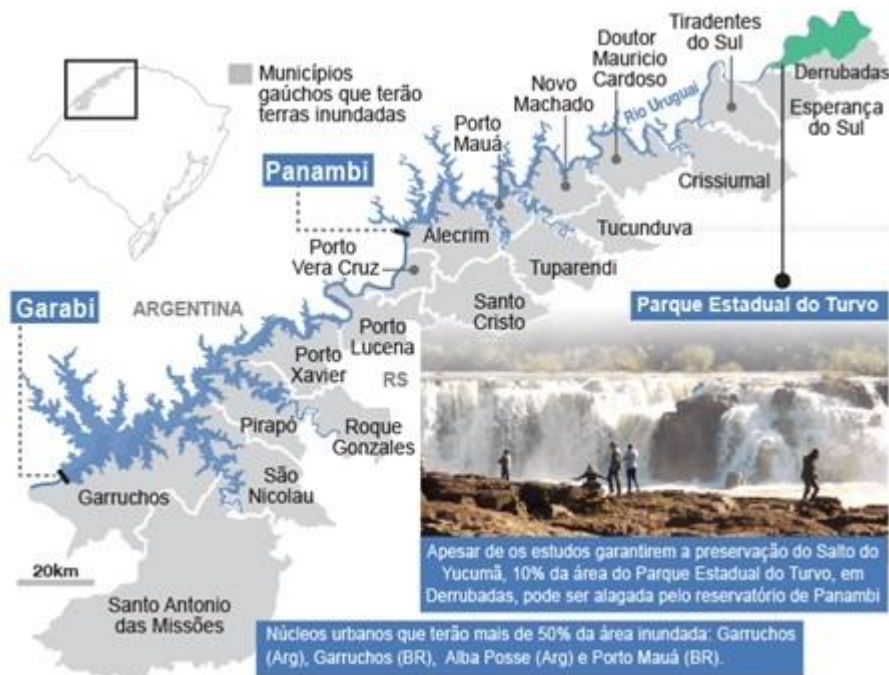 Municípios
gaúchos que terão
terras inundadas
Tiradentes
do Sul
Doutor
Mauricio
Cardoso
Novo
Machado
Porto
Mauá
Rio Uruguai
Derrubadas
Esperança
do Sul
Crissiumal
Panambi
Alecrim
Tucunduva
Porto
Vera Cruz
Tuparendi
Garabi
ARGENTINA
Santo
Cristo
Parque Estadual do Turvo
Porto
Lucena
Porto
Xavier
RS
Pirapó
Roque
Gonzales
São
Nicolau
Garruchos
20km
Santo Antonio
das Missões
Apesar de os estudos garantirem a preservação do Salto do
Yucumã, 10% da área do Parque Estadual do Turvo, em
Derrubadas, pode ser alagada pelo reservatório de Panambi
Núcleos urbanos que terão mais de 50% da área inundada: Garruchos
(Arg), Garruchos (BR), Alba Posse (Arg) e Porto Mauá (BR).